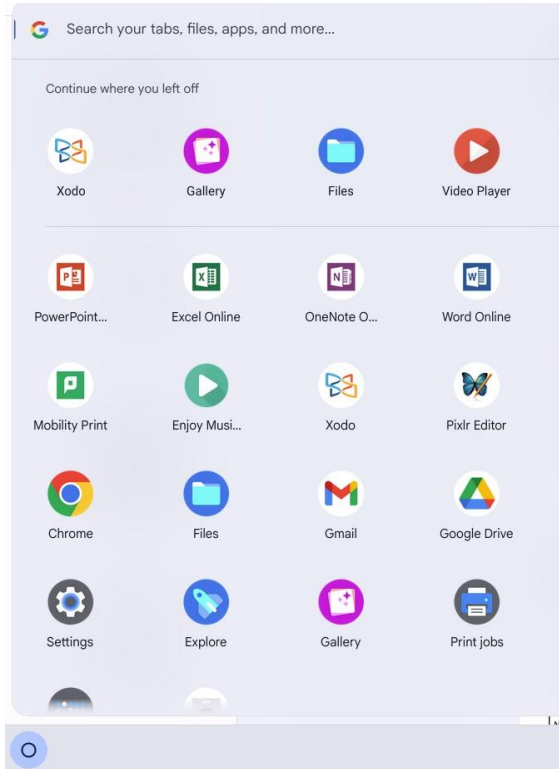 Search your tabs, files, apps, and more...
Continue where you left off
Xodo Gallery Files Video Player
PowerPoint... Excel Online OneNote O... Word Online
Mobility Print Enjoy Musi... Xodo Pixlr Editor
Chrome Files Gmail Google Drive
Settings Explore Gallery Print jobs